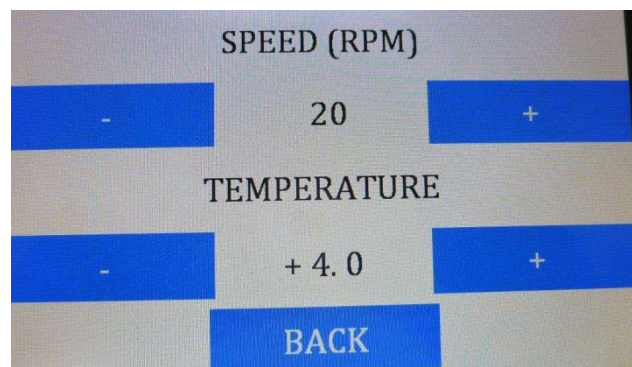 SPEED (RPM)
- 20 +
TEMPERATURE
- + 4. 0 +
BACK